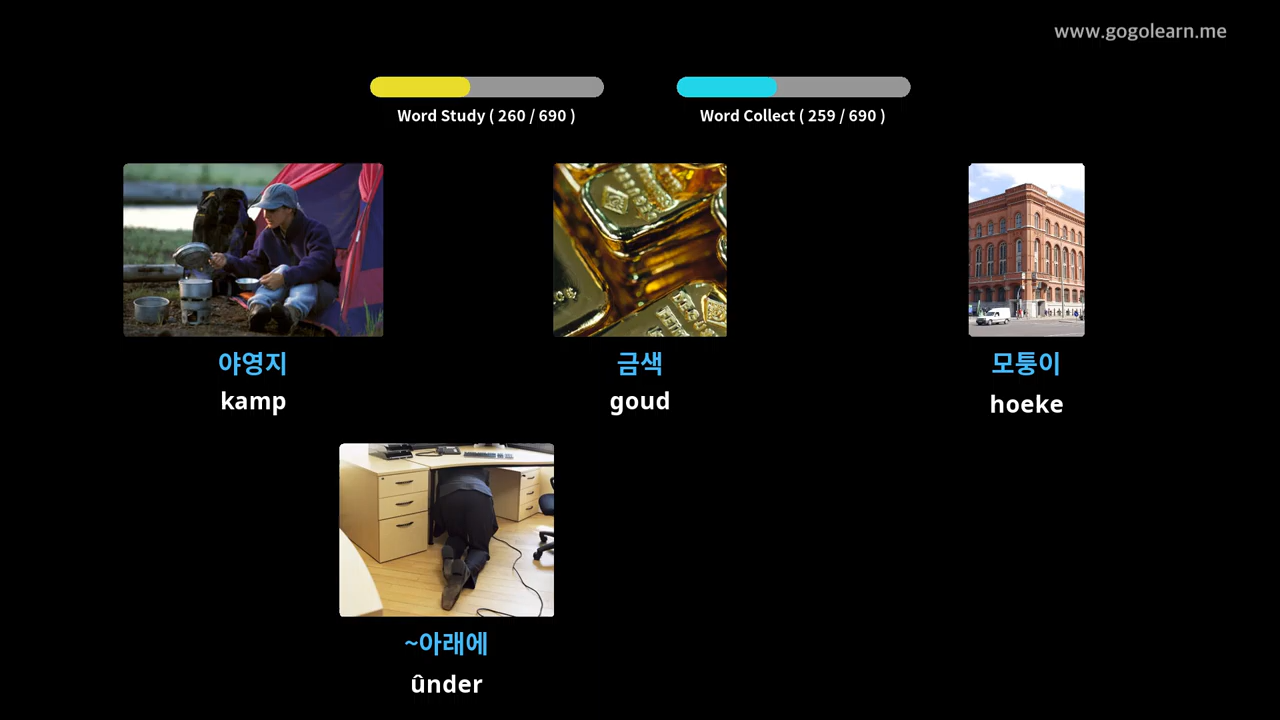 www.gogolearn.me
Word Study ( 260 / 690 )
Word Collect ( 259 / 690 )
야영지
kamp
금색
goud
모퉁이
hoeke
~아래에
ûnder